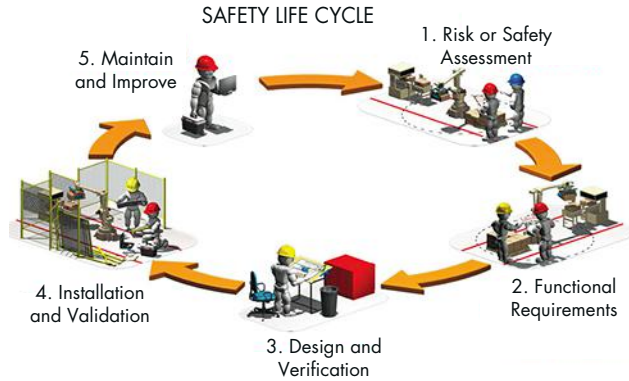 SAFETY LIFE CYCLE
1. Risk or Safety
Assessment
2. Functional
Requirements
3. Design and
Verification
4. Installation
and Validation
5. Maintain
and Improve